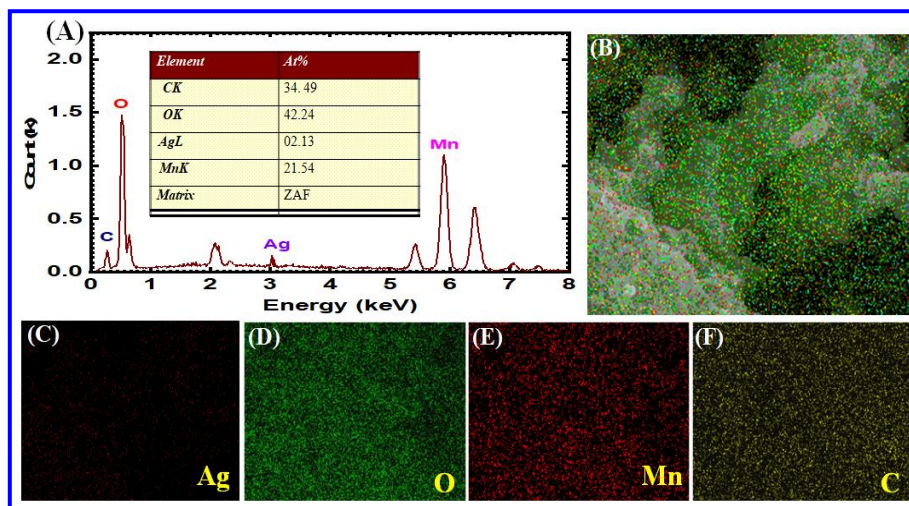 (A)
2.0
1.5
1.0
0.5
0.0
Count (K)
Element At%
CK 34.49
OK 42.24
AgL 02.13
MnK 21.54
Matrix ZAF
O
C
Ag
Mn
0 1 2 3 4 5 6 7 8
Energy (keV)
(B)
(C)
Ag
(D)
O
(E)
Mn
(F)
C